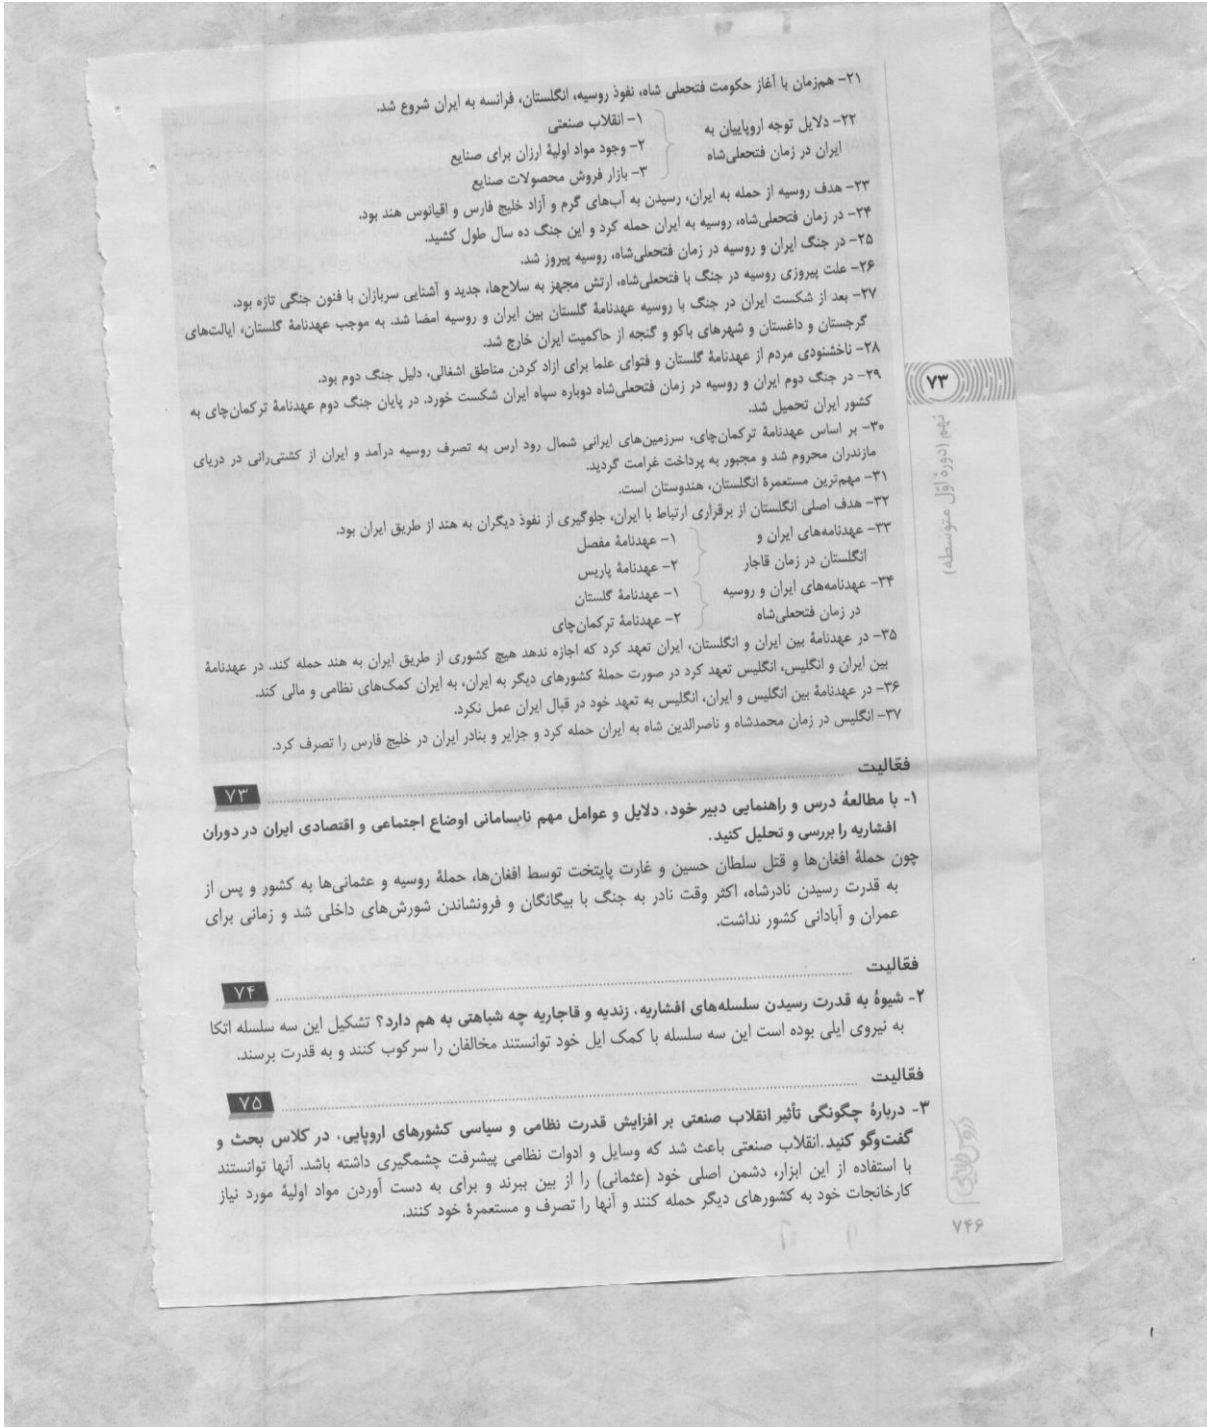 ۲۱- هم‌زمان با آغاز حکومت فتحعلی شاه، نفوذ روسیه، انگلستان، فرانسه به ایران شروع شد.
۲۲- دلایل توجه اروپاییان به
ایران در زمان فتحعلی‌شاه
۱- انقلاب صنعتی
۲- وجود مواد اولیهٔ ارزان برای صنایع
۳- بازار فروش محصولات صنایع
۲۳- هدف روسیه از حمله به ایران، رسیدن به آب‌های گرم و آزاد خلیج فارس و اقیانوس هند بود.
۲۴- در زمان فتحعلی‌شاه، روسیه به ایران حمله کرد و این جنگ ده سال طول کشید.
۲۵- در جنگ ایران و روسیه در زمان فتحعلی‌شاه، روسیه پیروز شد.
۲۶- علت پیروزی روسیه در جنگ با فتحعلی‌شاه، ارتش مجهز به سلاح‌ها، جدید و آشنایی سربازان با فنون جنگی تازه بود.
۲۷- بعد از شکست ایران در جنگ با روسیه عهدنامهٔ گلستان بین ایران و روسیه امضا شد. به موجب عهدنامهٔ گلستان، ایالت‌های
گرجستان و داغستان و شهرهای باکو و گنجه از حاکمیت ایران خارج شد.
۲۸- ناخشنودی مردم از عهدنامهٔ گلستان و فتوای علما برای ازاد کردن مناطق اشغالی، دلیل جنگ دوم بود.
۲۹- در جنگ دوم ایران و روسیه در زمان فتحعلی‌شاه دوباره سپاه ایران شکست خورد. در پایان جنگ دوم عهدنامهٔ ترکمان‌چای به
کشور ایران تحمیل شد.
۳۰- بر اساس عهدنامهٔ ترکمان‌چای، سرزمین‌های ایرانیِ شمال رود ارس به تصرف روسیه درآمد و ایران از کشتی‌رانی در دریای
مازندران محروم شد و مجبور به پرداخت غرامت گردید.
۳۱- مهم‌ترین مستعمرهٔ انگلستان، هندوستان است.
۳۲- هدف اصلی انگلستان از برقراری ارتباط با ایران، جلوگیری از نفوذ دیگران به هند از طریق ایران بود.
۳۳- عهدنامه‌های ایران و
انگلستان در زمان قاجار
۱- عهدنامهٔ مفصل
۲- عهدنامهٔ پاریس
۳۴- عهدنامه‌های ایران و روسیه
در زمان فتحعلی‌شاه
۱- عهدنامهٔ گلستان
۲- عهدنامهٔ ترکمان‌چای
۳۵- در عهدنامهٔ بین ایران و انگلستان، ایران تعهد کرد که اجازه ندهد هیچ کشوری از طریق ایران به هند حمله کند. در عهدنامهٔ
بین ایران و انگلیس، انگلیس تعهد کرد در صورت حملهٔ کشورهای دیگر به ایران، به ایران کمک‌های نظامی و مالی کند.
۳۶- در عهدنامهٔ بین انگلیس و ایران، انگلیس به تعهد خود در قبال ایران عمل نکرد.
۳۷- انگلیس در زمان محمدشاه و ناصرالدین شاه به ایران حمله کرد و جزایر و بنادر ایران در خلیج فارس را تصرف کرد.
فعّالیت ۷۳
۱- با مطالعهٔ درس و راهنمایی دبیر خود، دلایل و عوامل مهم نابسامانی اوضاع اجتماعی و اقتصادی ایران در دوران
افشاریه را بررسی و تحلیل کنید.
چون حملهٔ افغان‌ها و قتل سلطان حسین و غارت پایتخت توسط افغان‌ها، حملهٔ روسیه و عثمانی‌ها به کشور و پس از
به قدرت رسیدن نادرشاه، اکثر وقت نادر به جنگ با بیگانگان و فرونشاندن شورش‌های داخلی شد و زمانی برای
عمران و آبادانی کشور نداشت.
فعّالیت ۷۴
۲- شیوهٔ به قدرت رسیدن سلسله‌های افشاریه، زندیه و قاجاریه چه شباهتی به هم دارد؟ تشکیل این سه سلسله اتکا
به نیروی ایلی بوده است این سه سلسله با کمک ایل خود توانستند مخالفان را سرکوب کنند و به قدرت برسند.
فعّالیت ۷۵
۳- دربارهٔ چگونگی تأثیر انقلاب صنعتی بر افزایش قدرت نظامی و سیاسی کشورهای اروپایی، در کلاس بحث و
گفت‌وگو کنید. انقلاب صنعتی باعث شد که وسایل و ادوات نظامی پیشرفت چشمگیری داشته باشد. آنها توانستند
با استفاده از این ابزار، دشمن اصلی خود (عثمانی) را از بین ببرند و برای به دست آوردن مواد اولیهٔ مورد نیاز
کارخانجات خود به کشورهای دیگر حمله کنند و آنها را تصرف و مستعمرهٔ خود کنند.
۷۳
نهم (دورهٔ اوّل متوسطه)
۷۴۶